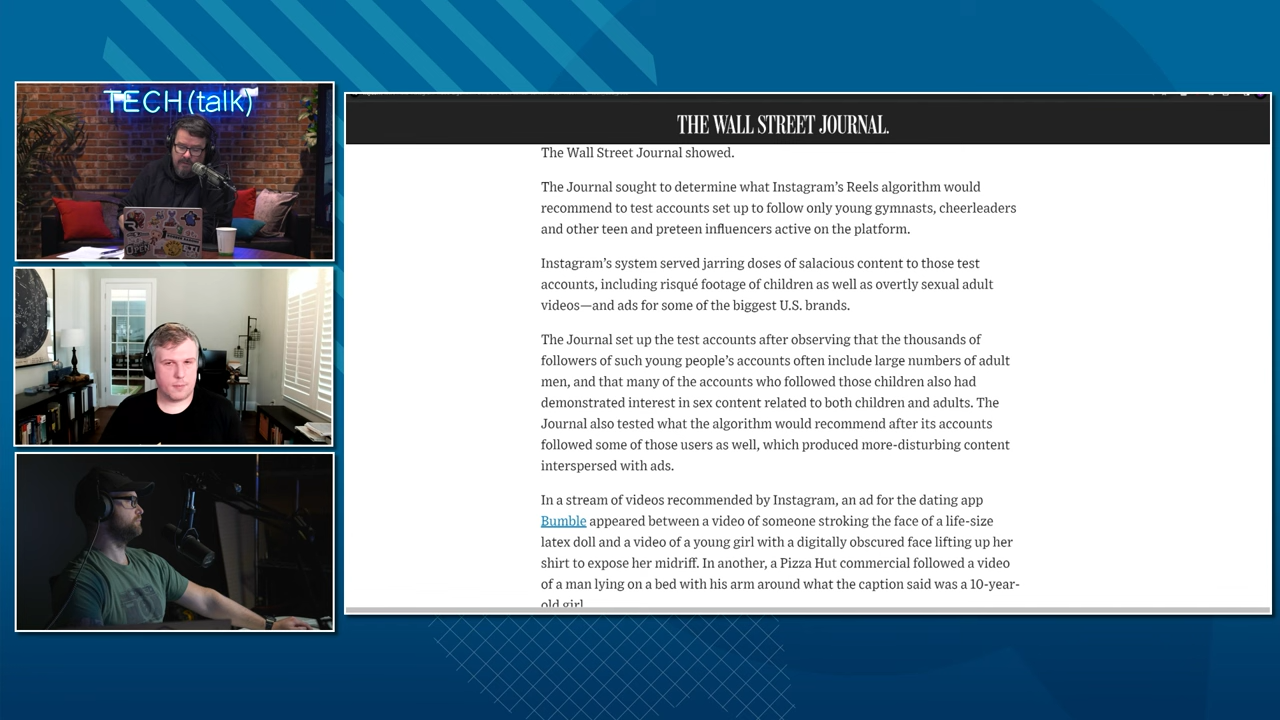 TECH (talk)
OPEN
THE WALL STREET JOURNAL.
The Wall Street Journal showed.
The Journal sought to determine what Instagram’s Reels algorithm would
recommend to test accounts set up to follow only young gymnasts, cheerleaders
and other teen and preteen influencers active on the platform.
Instagram’s system served jarring doses of salacious content to those test
accounts, including risqué footage of children as well as overtly sexual adult
videos—and ads for some of the biggest U.S. brands.
The Journal set up the test accounts after observing that the thousands of
followers of such young people’s accounts often include large numbers of adult
men, and that many of the accounts who followed those children also had
demonstrated interest in sex content related to both children and adults. The
Journal also tested what the algorithm would recommend after its accounts
followed some of those users as well, which produced more-disturbing content
interspersed with ads.
In a stream of videos recommended by Instagram, an ad for the dating app
Bumble appeared between a video of someone stroking the face of a life-size
latex doll and a video of a young girl with a digitally obscured face lifting up her
shirt to expose her midriff. In another, a Pizza Hut commercial followed a video
of a man lying on a bed with his arm around what the caption said was a 10-year-
old girl